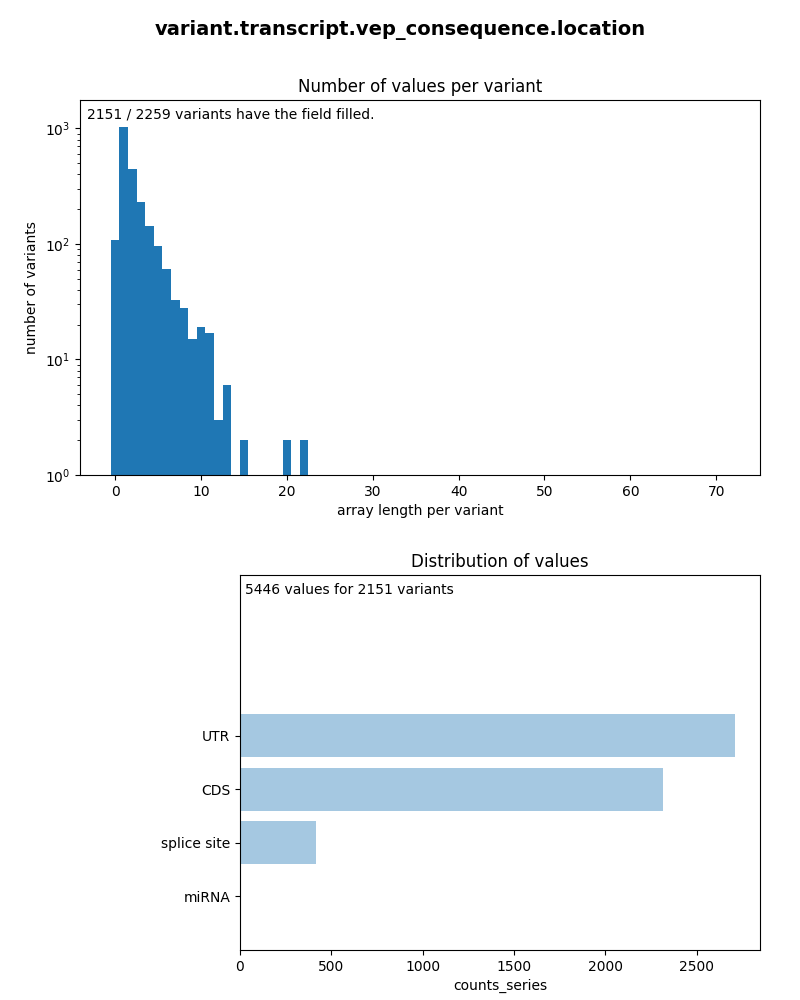 variant.transcript.vep_consequence.location
Number of values per variant
2151 / 2259 variants have the field filled.
10³
10²
10¹
10⁰
number of variants
0 10 20 30 40 50 60 70
array length per variant
Distribution of values
5446 values for 2151 variants
UTR
CDS
splice site
miRNA
0 500 1000 1500 2000 2500
counts_series